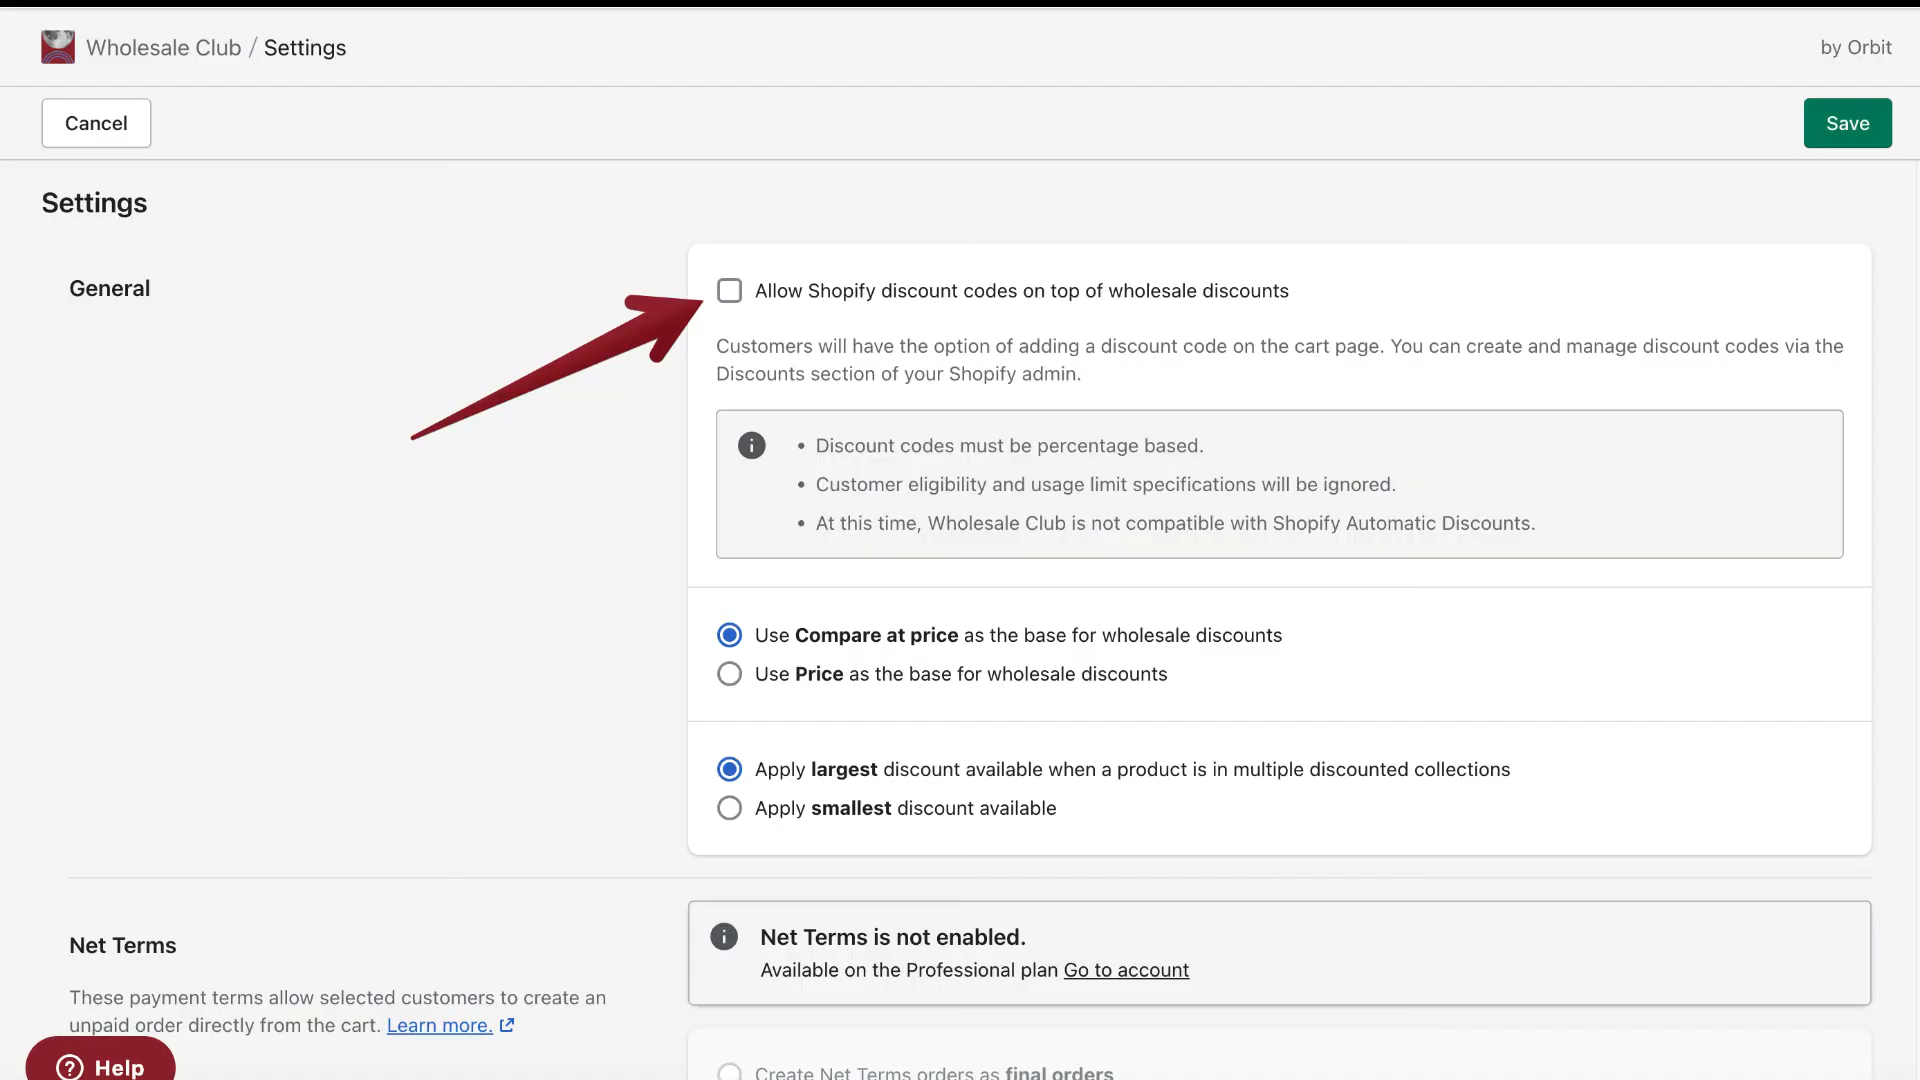 Wholesale Club / Settings
by Orbit
Cancel
Save
Settings
General
Allow Shopify discount codes on top of wholesale discounts
Customers will have the option of adding a discount code on the cart page. You can create and manage discount codes via the
Discounts section of your Shopify admin.
• Discount codes must be percentage based.
• Customer eligibility and usage limit specifications will be ignored.
• At this time, Wholesale Club is not compatible with Shopify Automatic Discounts.
Use Compare at price as the base for wholesale discounts
Use Price as the base for wholesale discounts
Apply largest discount available when a product is in multiple discounted collections
Apply smallest discount available
Net Terms
These payment terms allow selected customers to create an
unpaid order directly from the cart. Learn more.
Net Terms is not enabled.
Available on the Professional plan Go to account
Create Net Terms orders as final orders
Help